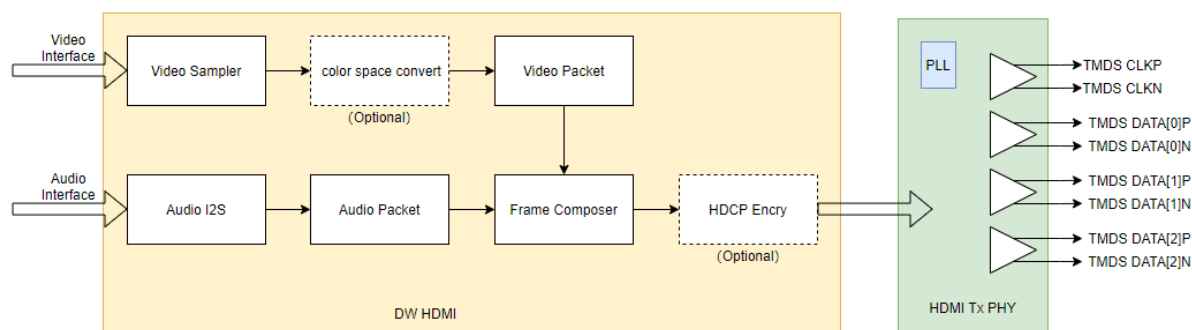 Video
Interface
Video Sampler
color space convert
(Optional)
Video Packet
Audio
Interface
Audio I2S
Audio Packet
Frame Composer
HDCP Encry
(Optional)
DW HDMI
PLL
TMDS CLKP
TMDS CLKN
TMDS DATA[0]P
TMDS DATA[0]N
TMDS DATA[1]P
TMDS DATA[1]N
TMDS DATA[2]P
TMDS DATA[2]N
HDMI Tx PHY